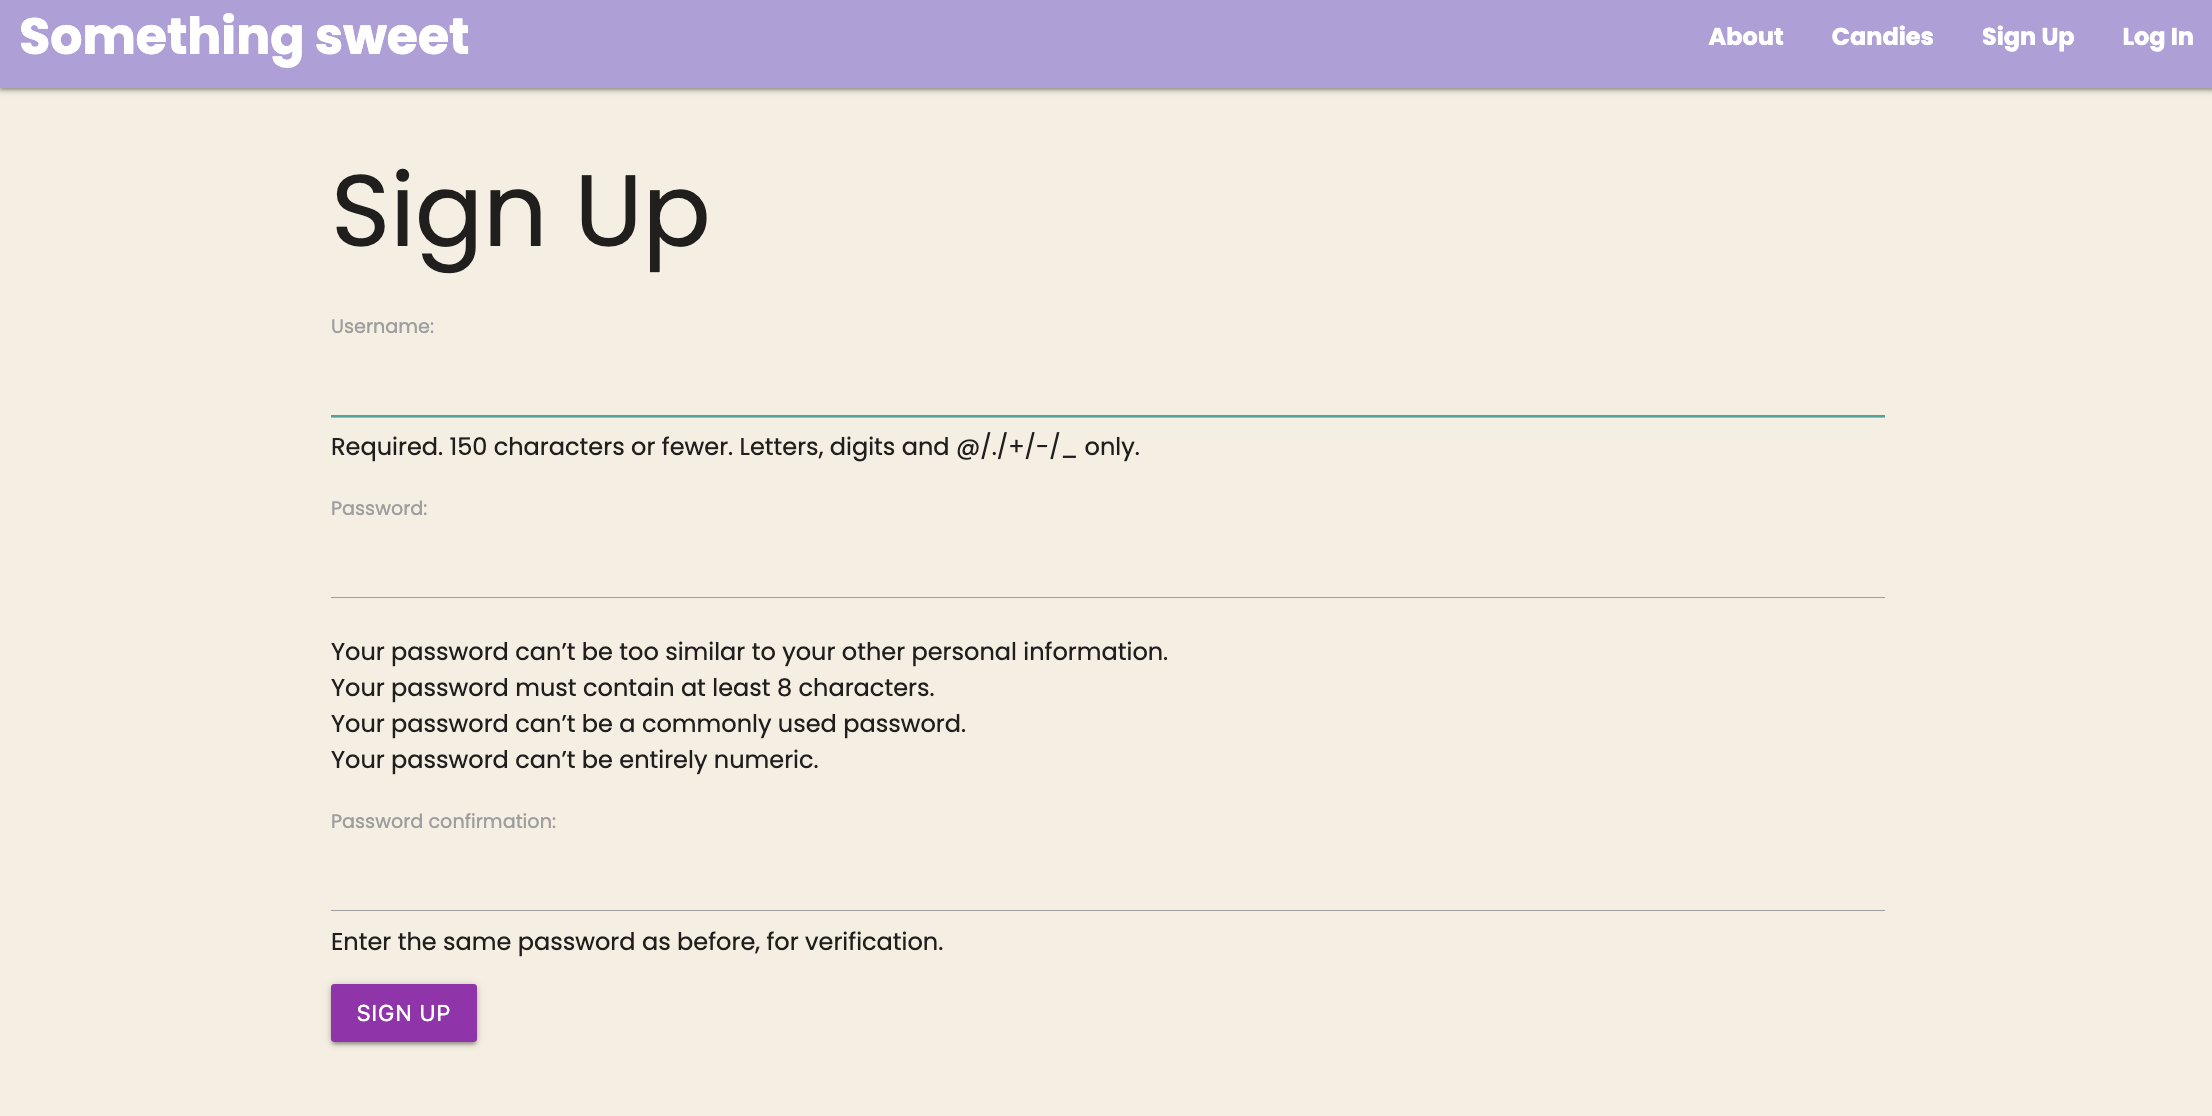 Something sweet
About
Candies
Sign Up
Log In
Sign Up
Username:
Required. 150 characters or fewer. Letters, digits and @/./+/-/_ only.
Password:
Your password can’t be too similar to your other personal information.
Your password must contain at least 8 characters.
Your password can’t be a commonly used password.
Your password can’t be entirely numeric.
Password confirmation:
Enter the same password as before, for verification.
SIGN UP